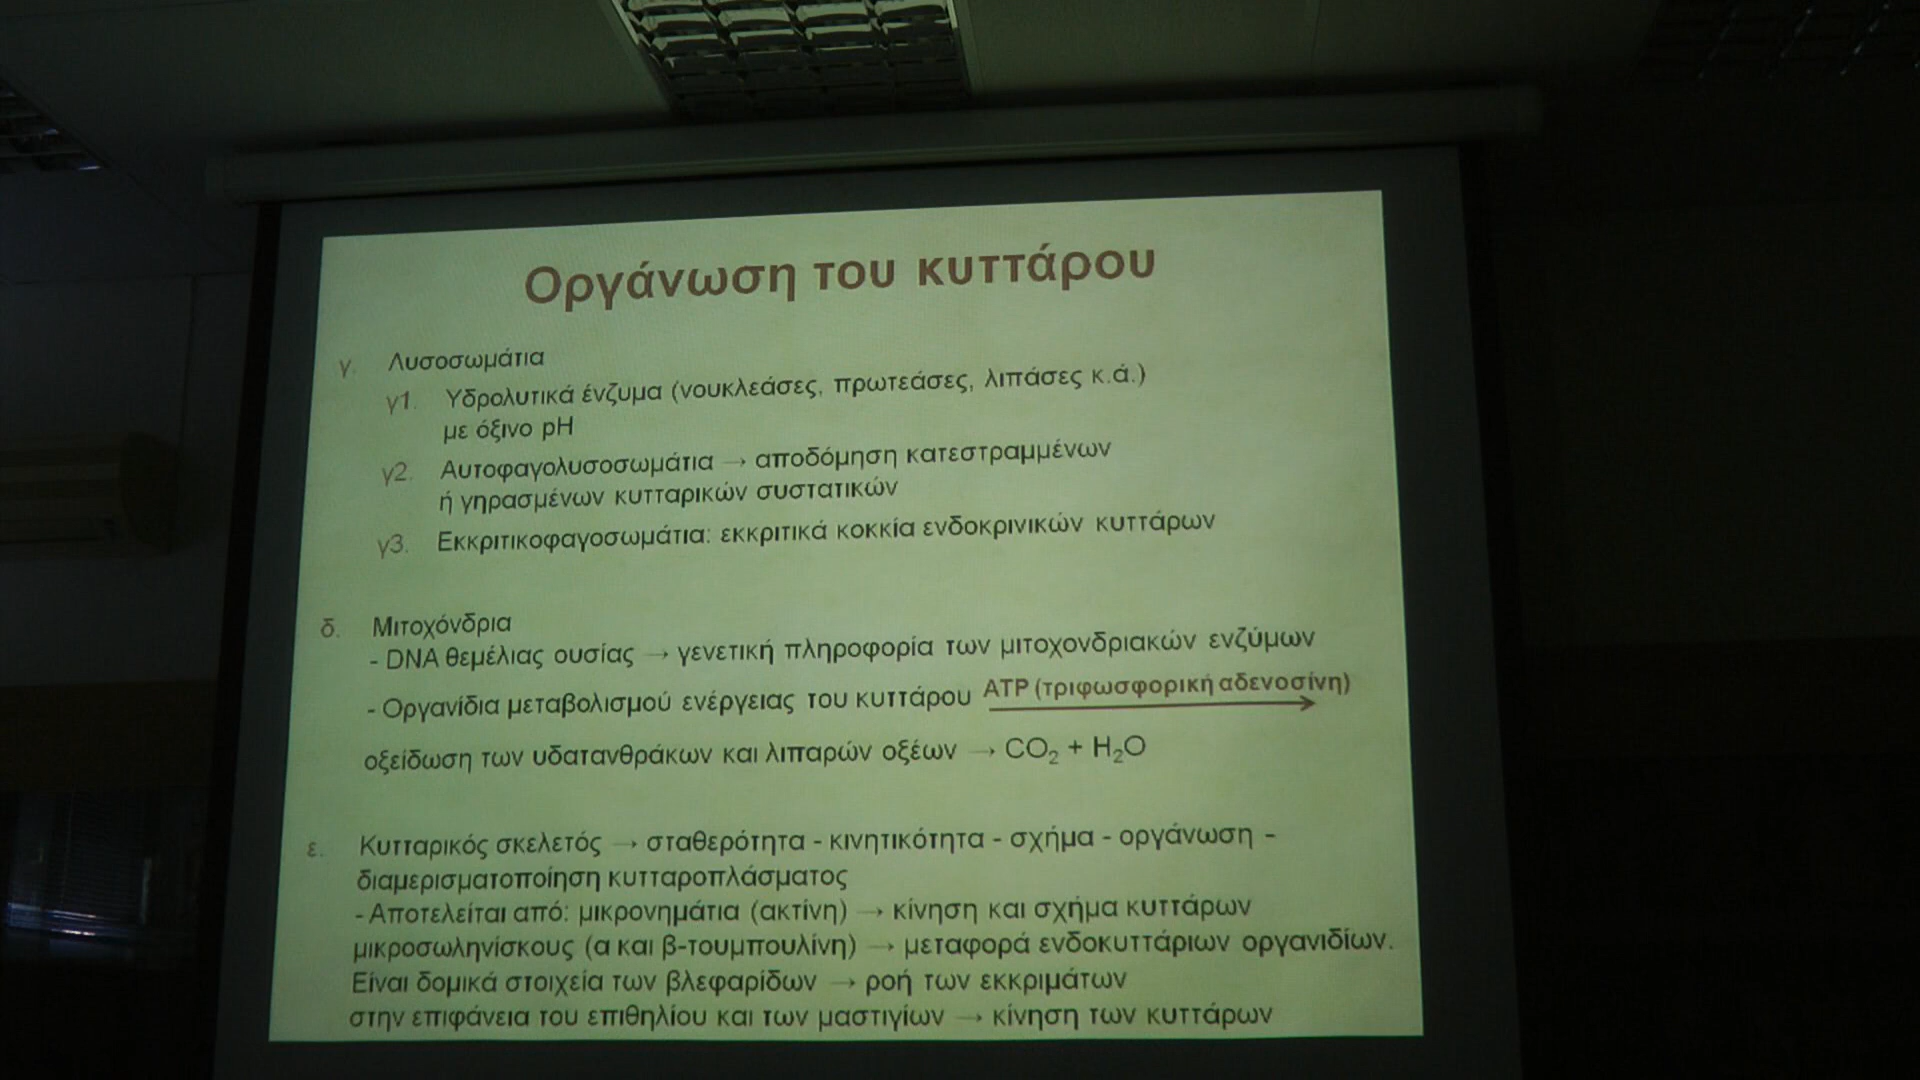 Οργάνωση του κυττάρου
γ. Λυσοσωμάτια
γ1. Υδρολυτικά ένζυμα (νουκλεάσες, πρωτεάσες, λιπάσες κ.ά.)
με όξινο pH
γ2. Αυτοφαγολυσοσωμάτια → αποδόμηση κατεστραμμένων
ή γηρασμένων κυτταρικών συστατικών
γ3. Εκκριτικοφαγοσωμάτια: εκκριτικά κοκκία ενδοκρινικών κυττάρων
δ. Μιτοχόνδρια
- DNA θεμέλιας ουσίας → γενετική πληροφορία των μιτοχονδριακών ενζύμων
- Οργανίδια μεταβολισμού ενέργειας του κυττάρου ATP (τριφωσφορική αδενοσίνη)
οξείδωση των υδατανθράκων και λιπαρών οξέων → CO₂ + H₂O
ε. Κυτταρικός σκελετός → σταθερότητα - κινητικότητα - σχήμα - οργάνωση –
διαμερισματοποίηση κυτταροπλάσματος
- Αποτελείται από: μικρονημάτια (ακτίνη) → κίνηση και σχήμα κυττάρων
μικροσωληνίσκους (α και β-τουμπουλίνη) → μεταφορά ενδοκυττάριων οργανιδίων.
Είναι δομικά στοιχεία των βλεφαρίδων → ροή των εκκριμάτων
στην επιφάνεια του επιθηλίου και των μαστιγίων → κίνηση των κυττάρων